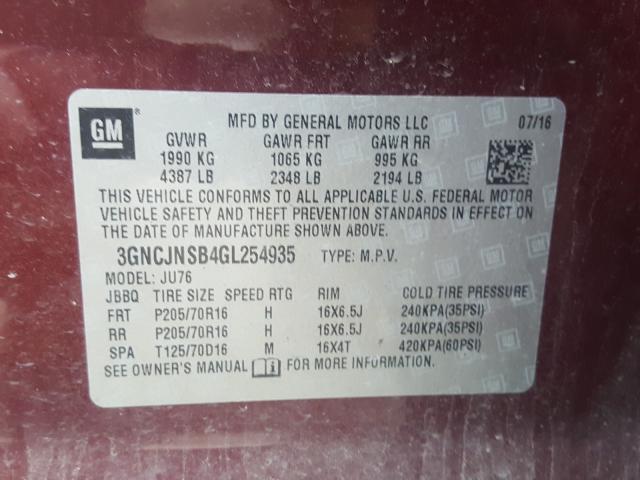 GM
MFD BY GENERAL MOTORS LLC 07/16
GVWR GAWR FRT GAWR RR
1990 KG 1065 KG 995 KG
4387 LB 2348 LB 2194 LB
THIS VEHICLE CONFORMS TO ALL APPLICABLE U.S. FEDERAL MOTOR
VEHICLE SAFETY AND THEFT PREVENTION STANDARDS IN EFFECT ON
THE DATE OF MANUFACTURE SHOWN ABOVE.
3GNCJNSB4GL254935 TYPE: M.P.V.
MODEL: JU76
JBBQ TIRE SIZE SPEED RTG RIM COLD TIRE PRESSURE
FRT P205/70R16 H 16X6.5J 240KPA(35PSI)
RR P205/70R16 H 16X6.5J 240KPA(35PSI)
SPA T125/70D16 M 16X4T 420KPA(60PSI)
SEE OWNER'S MANUAL FOR MORE INFORMATION.